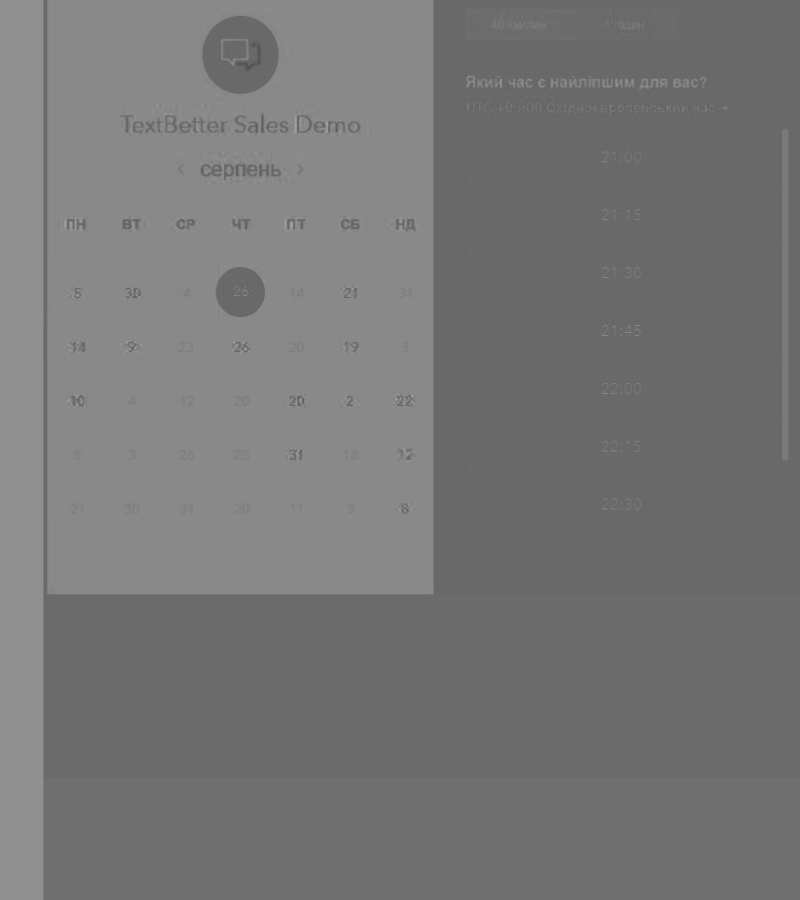 TextBetter Sales Demo
< серпень >
ПН ВТ СР ЧТ ПТ СБ НД
5 30 4 26 14 21 31
14 9 23 26 20 19 3
10 4 12 20 20 2 22
8 3 26 28 31 18 12
21 30 31 20 11 3 8
40 хвилин годин
Який час є найліпшим для вас?
UTC +03:00 Східноєвропейський час
21:00
21:15
21:30
21:45
22:00
22:15
22:30